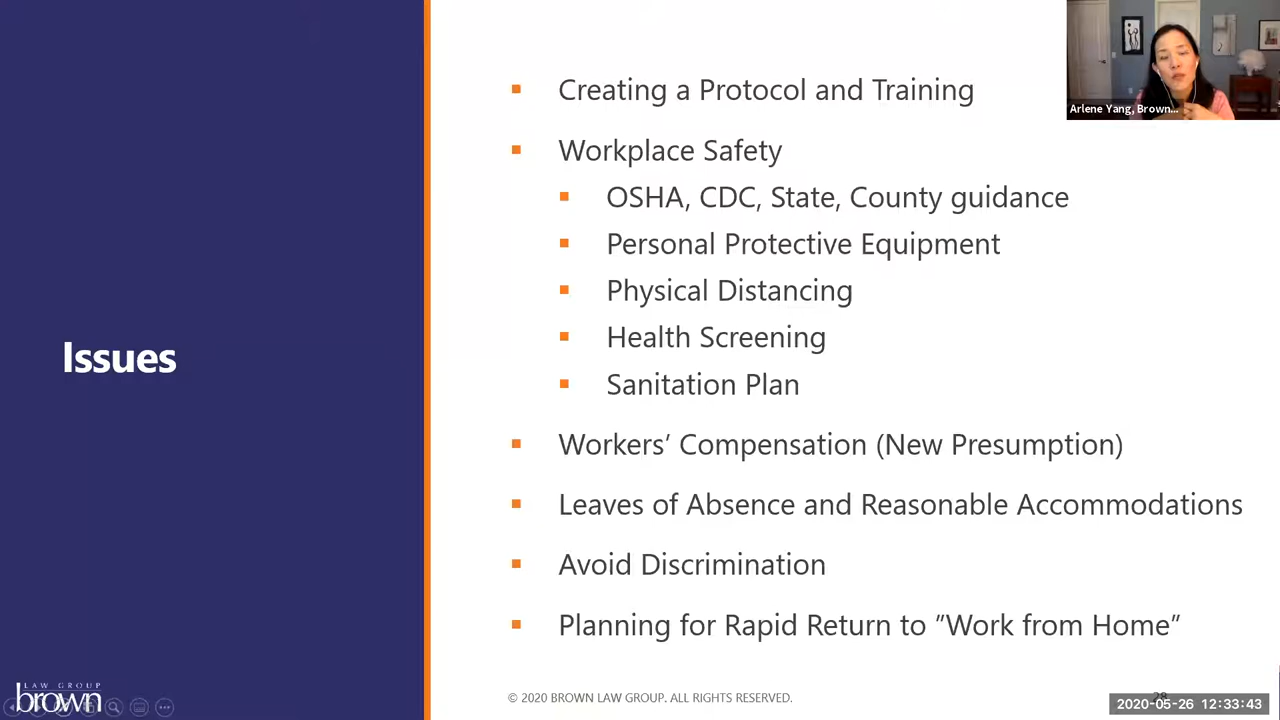 Creating a Protocol and Training
Workplace Safety
OSHA, CDC, State, County guidance
Personal Protective Equipment
Physical Distancing
Health Screening
Sanitation Plan
Workers’ Compensation (New Presumption)
Leaves of Absence and Reasonable Accommodations
Avoid Discrimination
Planning for Rapid Return to ”Work from Home”
Issues
Arlene Yang, Brown...
LAW GROUP
brown
© 2020 BROWN LAW GROUP. ALL RIGHTS RESERVED.
2020-05-26 12:33:43